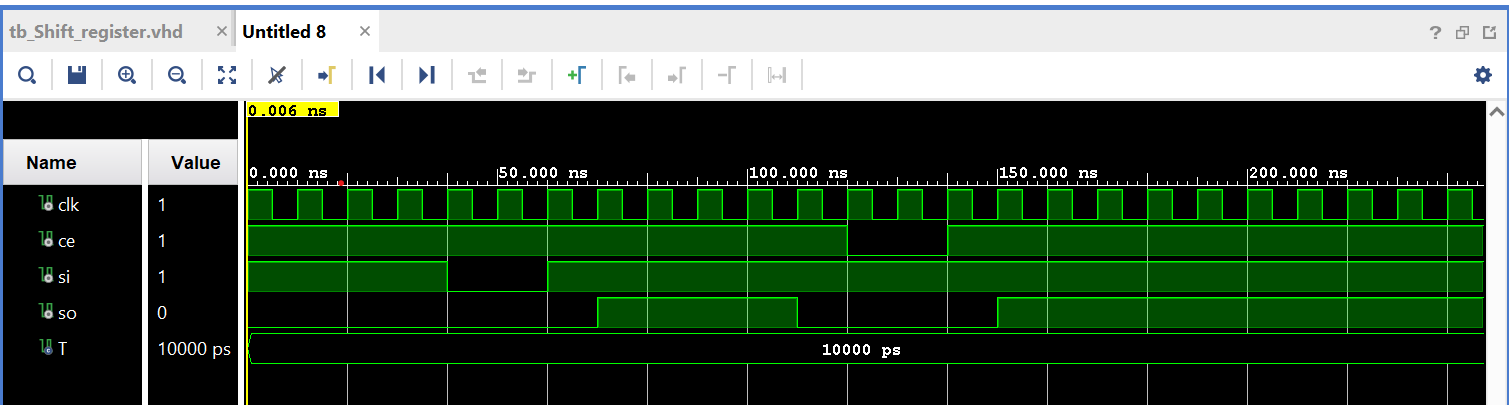 tb_Shift_register.vhd × Untitled 8 ×
?
0.006 ns
Name Value
0.000 ns 50.000 ns 100.000 ns 150.000 ns 200.000 ns
clk 1
ce 1
si 1
so 0
T 10000 ps 10000 ps